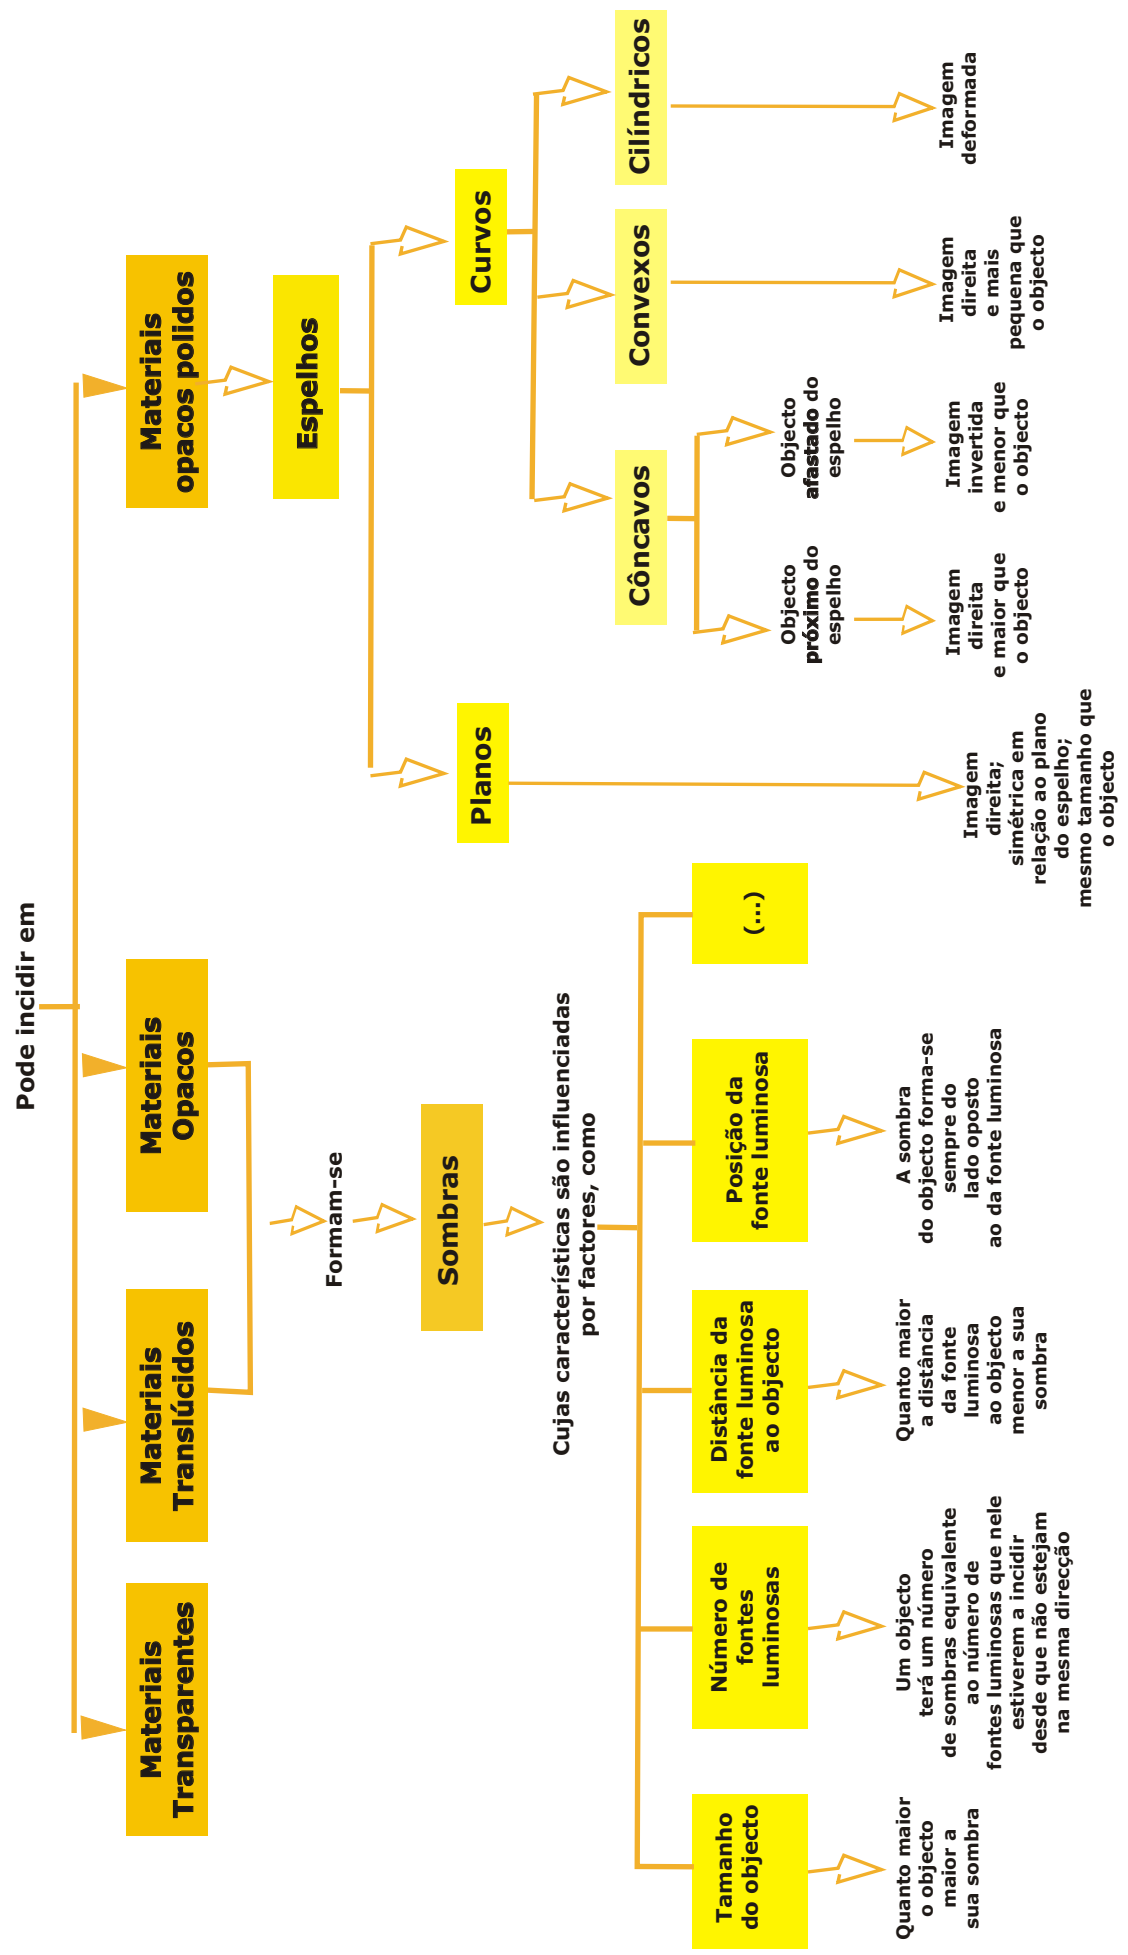 Pode incidir em
Materiais
Transparentes
Materiais
Translúcidos
Materiais
Opacos
Materiais
opacos polidos
Formam-se
Sombras
Cujas características são influenciadas
por factores, como
Tamanho
do objecto
Número de
fontes
luminosas
Distância da
fonte luminosa
ao objecto
Posição da
fonte luminosa
(...)
Quanto maior
o objecto
maior a
sua sombra
Um objecto
terá um número
de sombras equivalente
ao número de
fontes luminosas que nele
estiverem a incidir
desde que não estejam
na mesma direcção
Quanto maior
a distância
da fonte
luminosa
ao objecto
menor a sua
sombra
A sombra
do objecto forma-se
sempre do
lado oposto
ao da fonte luminosa
Espelhos
Planos
Curvos
Imagem
direita;
simétrica em
relação ao plano
do espelho;
mesmo tamanho que
o objecto
Côncavos
Convexos
Cilíndricos
Objecto
próximo do
espelho
Objecto
afastado do
espelho
Imagem
direita
e maior que
o objecto
Imagem
invertida
e menor que
o objecto
Imagem
direita
e mais
pequena que
o objecto
Imagem
deformada